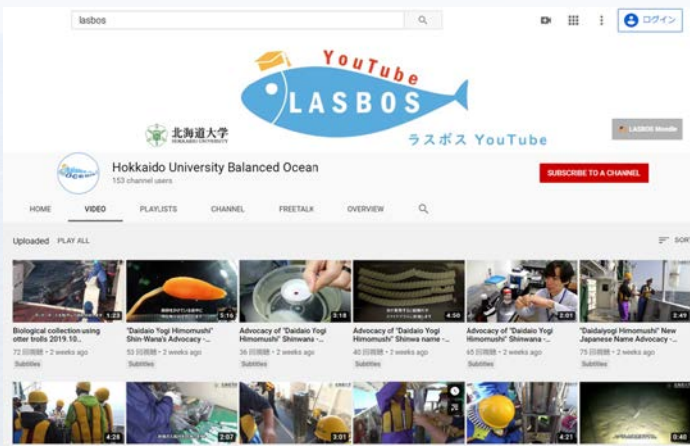 lasbos
ログイン
YouTube
LASBOS
ラスボス YouTube
北海道大学
HOKKAIDO UNIVERSITY
LASBOS Moodle
Hokkaido University Balanced Ocean
153 channel users
SUBSCRIBE TO A CHANNEL
HOME VIDEO PLAYLISTS CHANNEL FREETALK OVERVIEW
Uploaded PLAY ALL SORT
1:23 5:16 3:18 4:50 2:01 2:49
Biological collection using otter trolls 2019.10...
72 回視聴・2 weeks ago
Subtitles
"Daidaio Yogi Himomushi" Shin-Wana's Advocacy -...
53 回視聴・2 weeks ago
Subtitles
Advocacy of "Daidaio Yogi Himomushi" Shinwana -...
36 回視聴・2 weeks ago
Advocacy of "Daidaio Yogi Himomushi" Shinwa name -...
40 回視聴・2 weeks ago
Subtitles
Advocacy of "Daidaio Yogi Himomushi" Shinwana -...
65 回視聴・2 weeks ago
Subtitles
"Daidaiyogi Himomushi" New Japanese Name Advocacy -...
75 回視聴・2 weeks ago
Subtitles
4:28 2:07 3:01 4:21 0:40